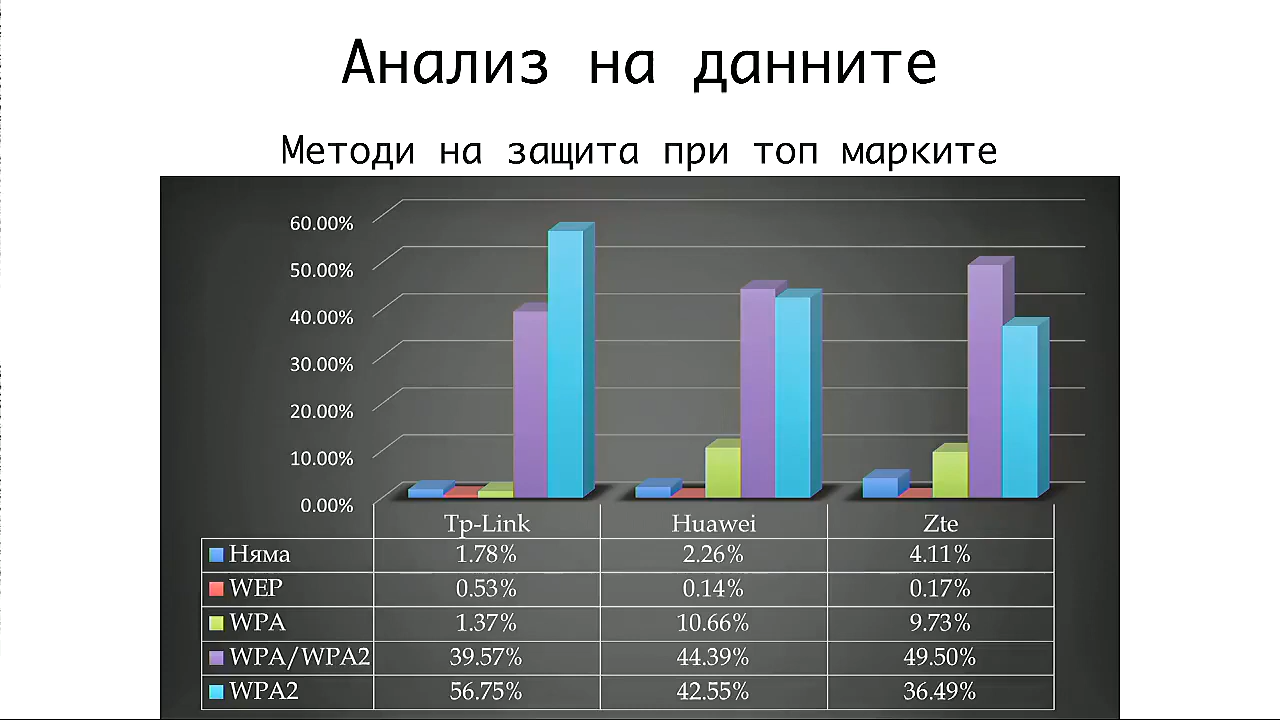 Анализ на данните
Методи на защита при топ марките
60.00%
50.00%
40.00%
30.00%
20.00%
10.00%
0.00%
Tp-Link Huawei Zte
Няма 1.78% 2.26% 4.11%
WEP 0.53% 0.14% 0.17%
WPA 1.37% 10.66% 9.73%
WPA/WPA2 39.57% 44.39% 49.50%
WPA2 56.75% 42.55% 36.49%